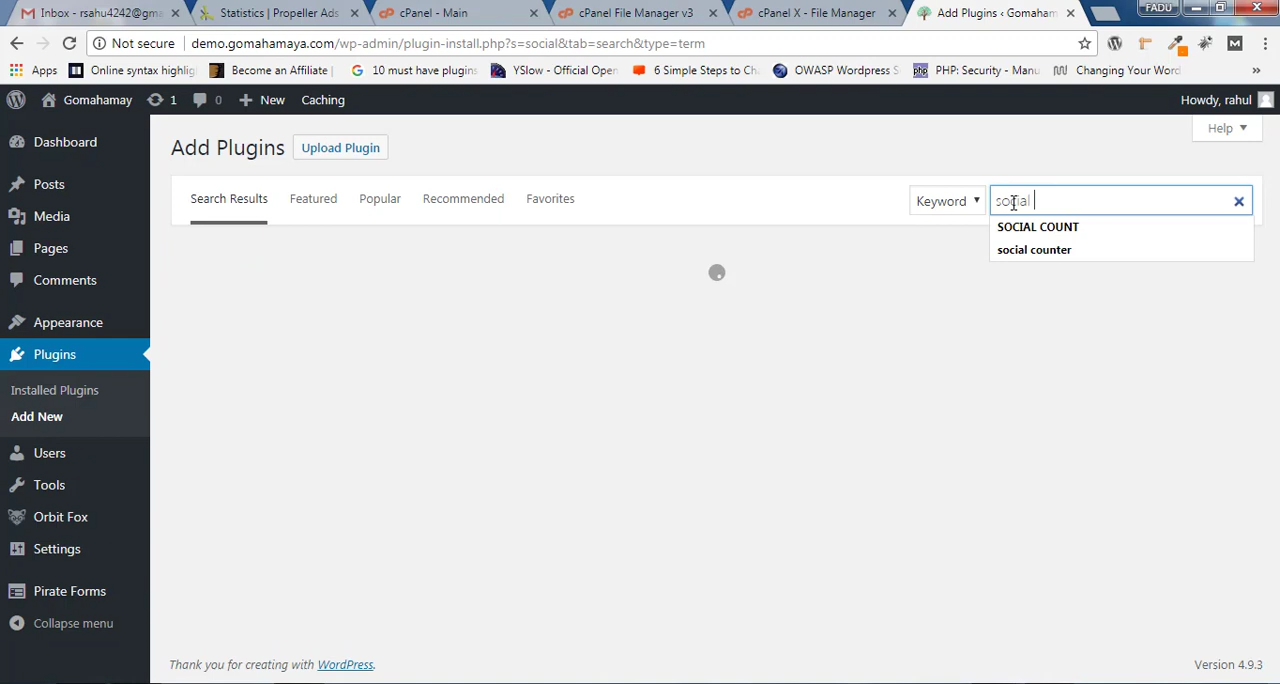 Inbox - rsahu4242@gma
Statistics | Propeller Ads
cPanel - Main
cPanel File Manager v3
cPanel X - File Manager
Add Plugins ‹ Gomaham
FADU
Not secure
demo.gomahamaya.com/wp-admin/plugin-install.php?s=social&tab=search&type=term
Apps
Online syntax highlig
Become an Affiliate |
10 must have plugins
YSlow - Official Open
6 Simple Steps to Ch
OWASP Wordpress S
PHP: Security - Manu
Changing Your Word
»
Gomahamay
1
0
New
Caching
Howdy, rahul
Dashboard
Posts
Media
Pages
Comments
Appearance
Plugins
Installed Plugins
Add New
Users
Tools
Orbit Fox
Settings
Pirate Forms
Collapse menu
Help
Add Plugins
Upload Plugin
Search Results
Featured
Popular
Recommended
Favorites
Keyword
social
SOCIAL COUNT
social counter
Thank you for creating with WordPress.
Version 4.9.3